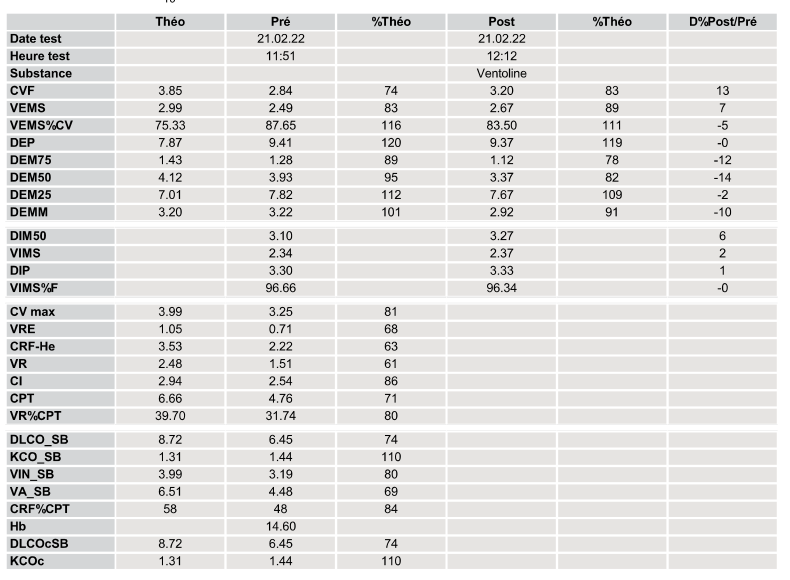 10
Théo Pré %Théo Post %Théo D%Post/Pré
Date test 21.02.22 21.02.22
Heure test 11:51 12:12
Substance Ventoline
CVF 3.85 2.84 74 3.20 83 13
VEMS 2.99 2.49 83 2.67 89 7
VEMS%CV 75.33 87.65 116 83.50 111 -5
DEP 7.87 9.41 120 9.37 119 -0
DEM75 1.43 1.28 89 1.12 78 -12
DEM50 4.12 3.93 95 3.37 82 -14
DEM25 7.01 7.82 112 7.67 109 -2
DEMM 3.20 3.22 101 2.92 91 -10
DIM50 3.10 3.27 6
VIMS 2.34 2.37 2
DIP 3.30 3.33 1
VIMS%F 96.66 96.34 -0
CV max 3.99 3.25 81
VRE 1.05 0.71 68
CRF-He 3.53 2.22 63
VR 2.48 1.51 61
CI 2.94 2.54 86
CPT 6.66 4.76 71
VR%CPT 39.70 31.74 80
DLCO_SB 8.72 6.45 74
KCO_SB 1.31 1.44 110
VIN_SB 3.99 3.19 80
VA_SB 6.51 4.48 69
CRF%CPT 58 48 84
Hb 14.60
DLCOcSB 8.72 6.45 74
KCOc 1.31 1.44 110